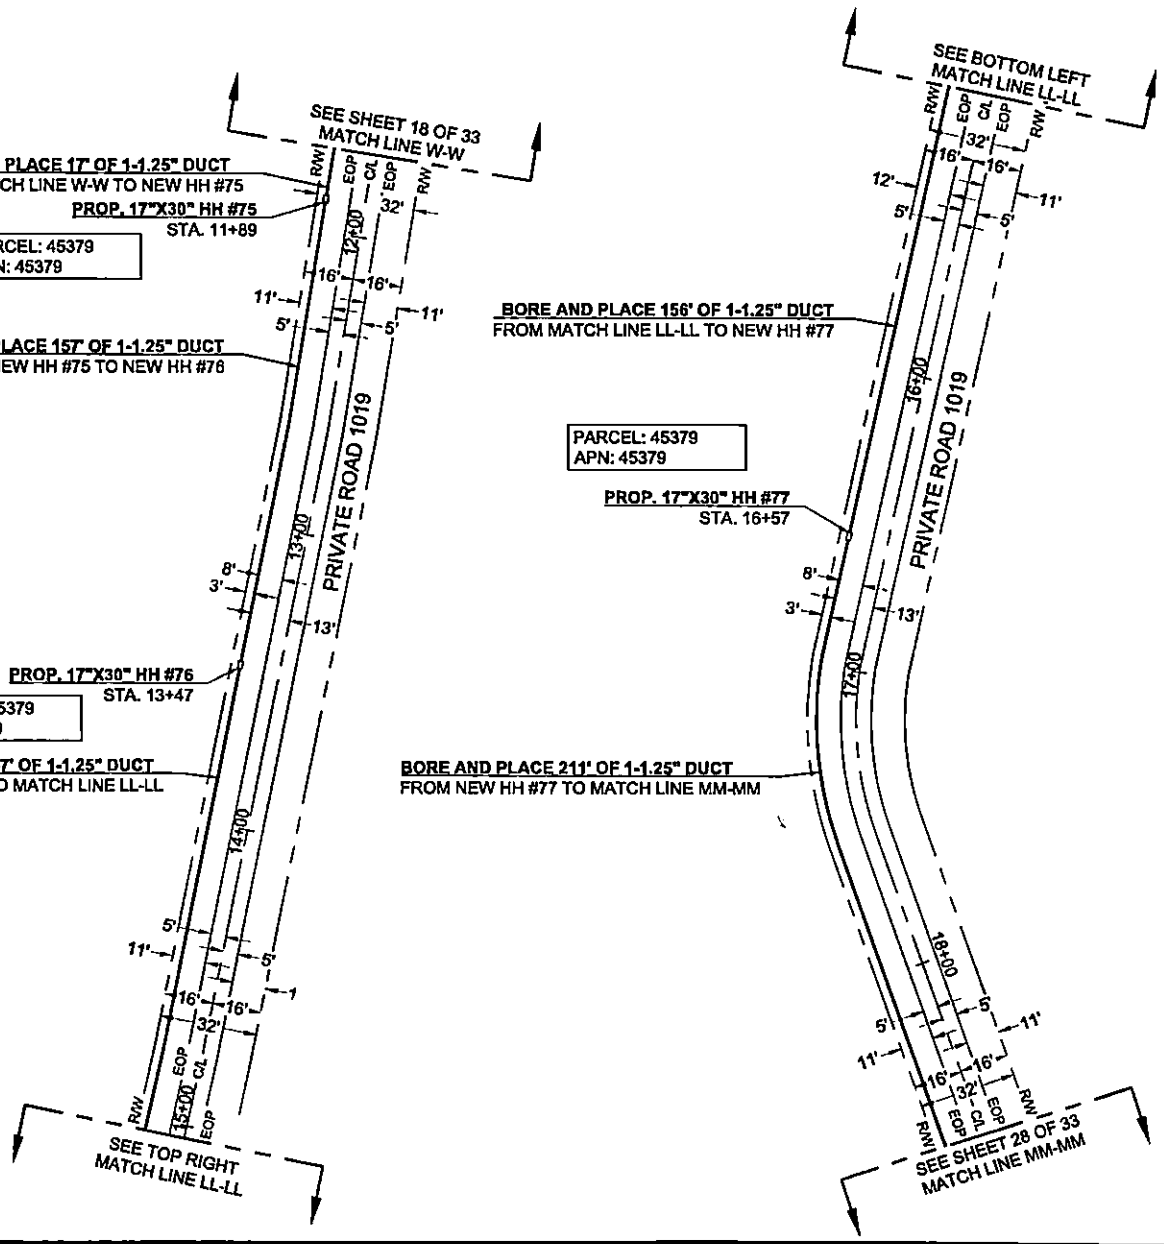 SEE SHEET 18 OF 33
MATCH LINE W-W
R/W
EOP
C/L
EOP
R/W
PLACE 17' OF 1-1.25" DUCT
CH LINE W-W TO NEW HH #75
PROP. 17"X30" HH #75
STA. 11+89
RCEL: 45379
N: 45379
32'
12+00
16'
16'
11'
11'
5'
5'
LACE 157' OF 1-1.25" DUCT
EW HH #75 TO NEW HH #76
PRIVATE ROAD 1019
13+00
8'
3'
13'
PROP. 17"X30" HH #76
STA. 13+47
5379
7' OF 1-1.25" DUCT
O MATCH LINE LL-LL
14+00
5'
11'
5'
1
16'
16'
32'
R/W
15+00
EOP
C/L
EOP
SEE TOP RIGHT
MATCH LINE LL-LL
SEE BOTTOM LEFT
MATCH LINE LL-LL
R/W
EOP
C/L
EOP
R/W
32'
16'
16'
12'
11'
5'
5'
BORE AND PLACE 156' OF 1-1.25" DUCT
FROM MATCH LINE LL-LL TO NEW HH #77
16+00
PRIVATE ROAD 1019
PARCEL: 45379
APN: 45379
PROP. 17"X30" HH #77
STA. 16+57
8'
3'
13'
17+00
BORE AND PLACE 211' OF 1-1.25" DUCT
FROM NEW HH #77 TO MATCH LINE MM-MM
18+00
5'
5'
11'
11'
16'
16'
32'
R/W
EOP
C/L
EOP
R/W
SEE SHEET 28 OF 33
MATCH LINE MM-MM